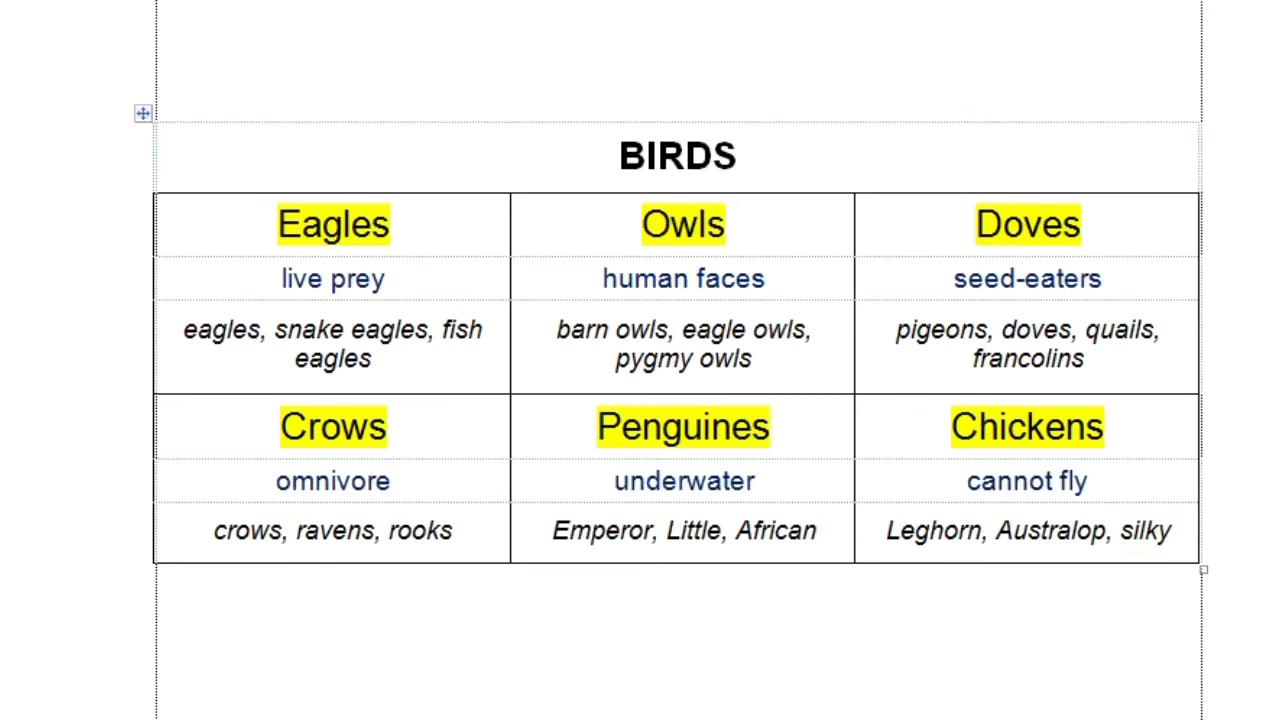 BIRDS
Eagles Owls Doves
live prey human faces seed-eaters
eagles, snake eagles, fish barn owls, eagle owls, pigeons, doves, quails,
eagles pygmy owls francolins
Crows Penguines Chickens
omnivore underwater cannot fly
crows, ravens, rooks Emperor, Little, African Leghorn, Australop, silky